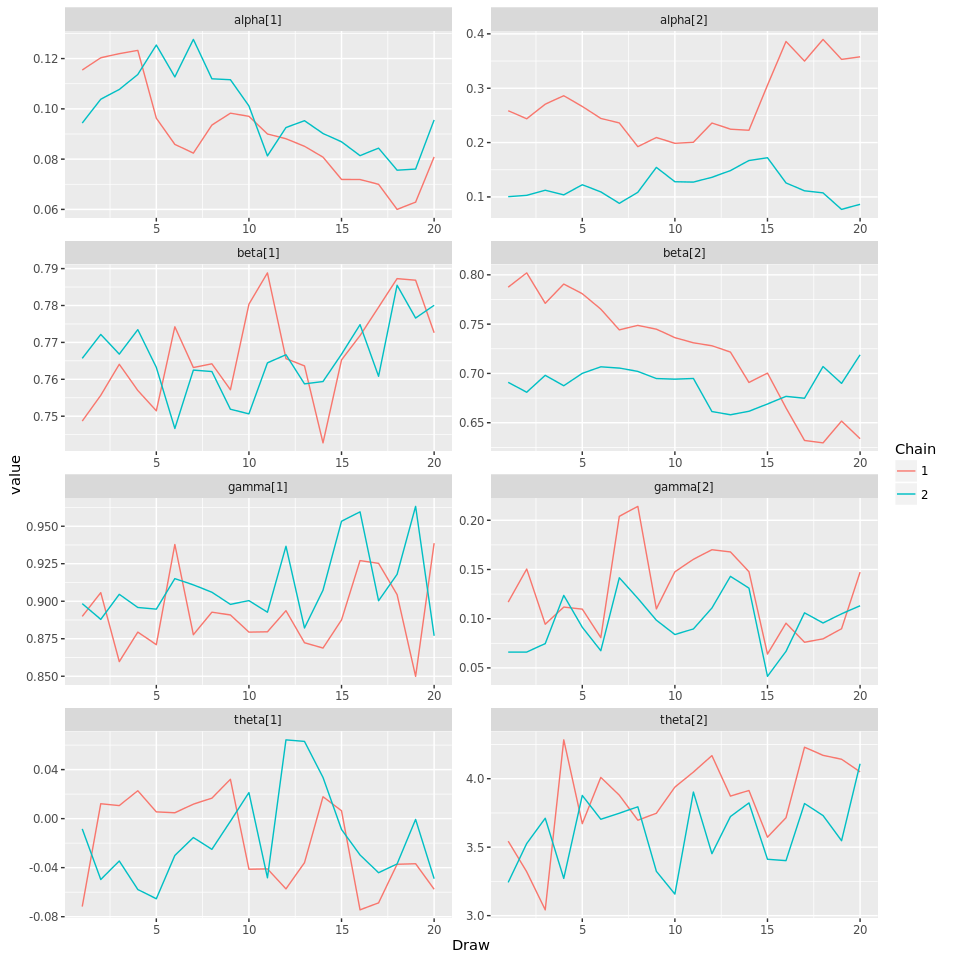 alpha[1] alpha[2]
0.12
0.10
0.08
0.06
5 10 15 20
0.4
0.3
0.2
0.1
5 10 15 20
beta[1] beta[2]
0.79
0.78
0.77
0.76
0.75
5 10 15 20
0.80
0.75
0.70
0.65
5 10 15 20
gamma[1] gamma[2]
0.950
0.925
0.900
0.875
0.850
5 10 15 20
0.20
0.15
0.10
0.05
5 10 15 20
theta[1] theta[2]
0.04
0.00
-0.04
-0.08
5 10 15 20
4.0
3.5
3.0
5 10 15 20
value
Draw
Chain
1
2